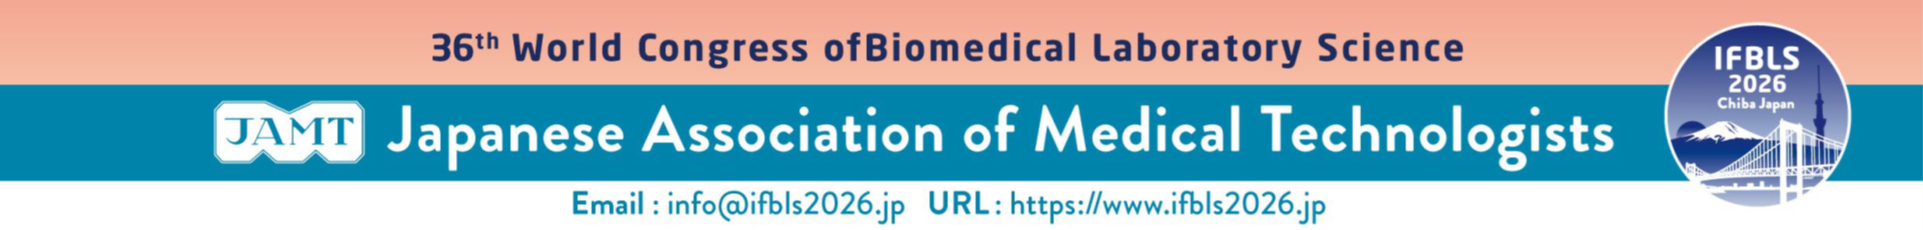 36th World Congress ofBiomedical Laboratory Science
JAMT Japanese Association of Medical Technologists
Email : info@ifbls2026.jp URL : https://www.ifbls2026.jp
IFBLS
2026
Chiba Japan